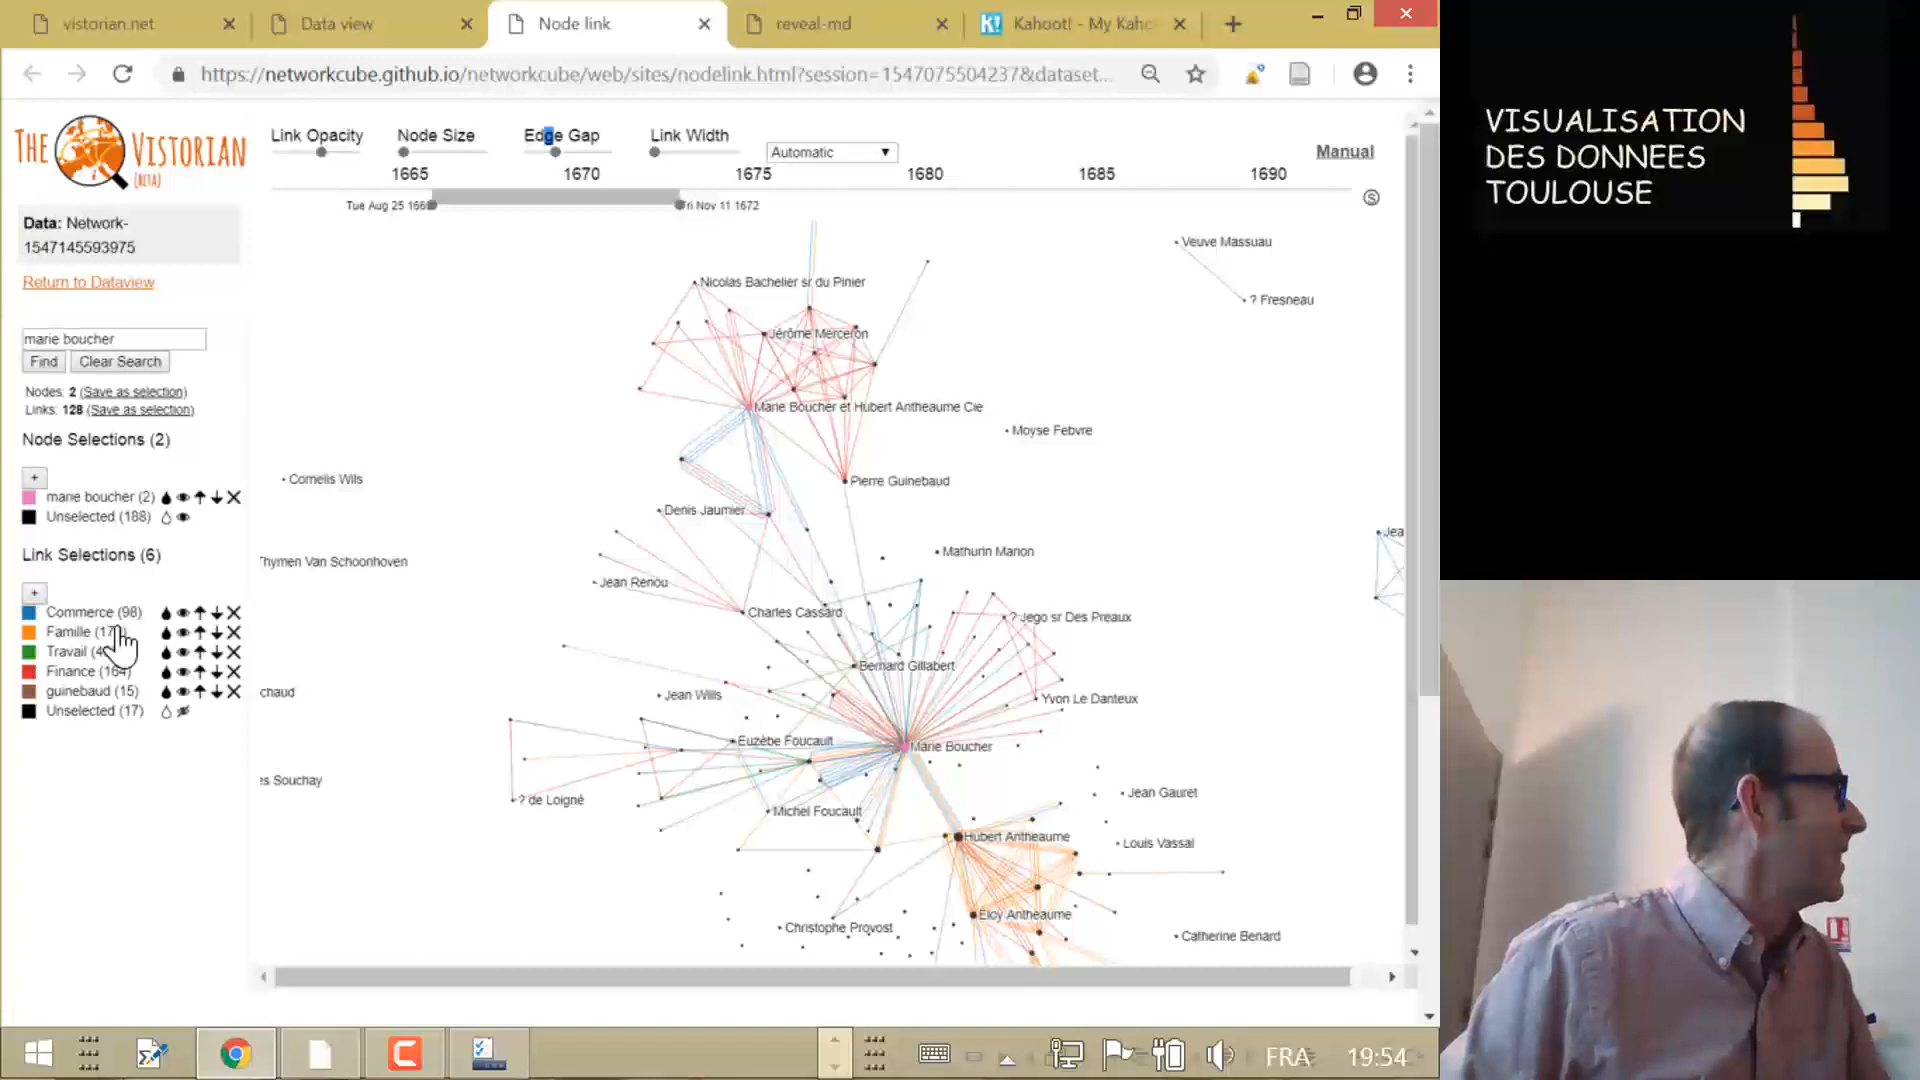 vistorian.net
Data view
Node link
reveal-md
Kahoot! - My Kaho
https://networkcube.github.io/networkcube/web/sites/nodelink.html?session=1547075504237&dataset...
THE VISTORIAN
(BETA)
Link Opacity
Node Size
Edge Gap
Link Width
Automatic
Manual
1665
1670
1675
1680
1685
1690
Tue Aug 25 166
Fri Nov 11 1672
Data: Network-
1547145593975
Return to Dataview
marie boucher
Find
Clear Search
Nodes: 2 (Save as selection)
Links: 128 (Save as selection)
Node Selections (2)
+
marie boucher (2)
Unselected (188)
Link Selections (6)
+
Commerce (98)
Famille (17
Travail (4
Finance (164)
guinebaud (15)
Unselected (17)
Veuve Massuau
Nicolas Bachelier sr du Pinier
? Fresneau
Jérôme Merceron
Marie Boucher et Hubert Antheaume Cie
Moyse Febvre
Cornelis Wils
Pierre Guinebaud
Denis Jaumier
Jea
Mathurin Marion
Thymen Van Schoonhoven
Jean Renou
Charles Cassard
? Jego sr Des Preaux
Bernard Gillabert
chaud
Jean Wills
Yvon Le Danteux
Euzèbe Foucault
Marie Boucher
es Souchay
? de Loigné
Jean Gauret
Michel Foucault
Hubert Antheaume
Louis Vassal
Eloy Antheaume
Christophe Provost
Catherine Benard
FRA
19:54
VISUALISATION
DES DONNEES
TOULOUSE